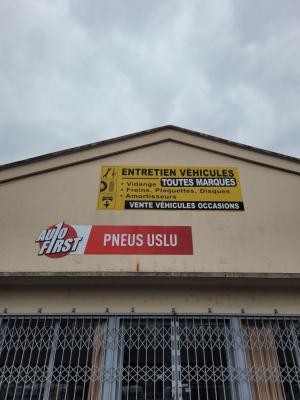 ENTRETIEN VÉHICULES
• Vidange TOUTES MARQUES
• Freins, Plaquettes, Disques
• Amortisseurs
VENTE VÉHICULES OCCASIONS
Auto FIRST PNEUS USLU